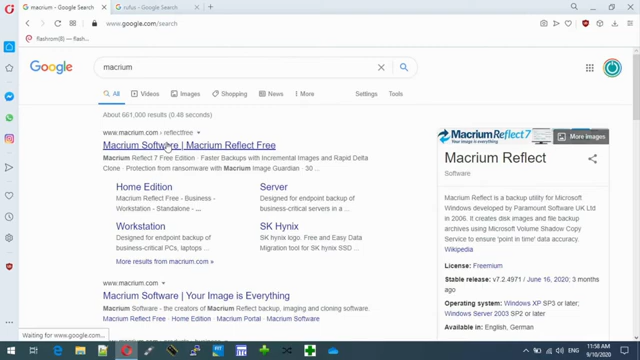 macrium - Google Search
rufus - Google Search
www.google.com/search
flashrom(8) — flash...
Google
macrium
All
Videos
Images
Shopping
News
More
Settings
Tools
About 661,000 results (0.48 seconds)
www.macrium.com › reflectfree
Macrium Software | Macrium Reflect Free
Macrium Reflect 7 Free Edition · Faster Backups with Incremental Images and Rapid Delta
Clone · Protection from ransomware with Macrium Image Guardian · 30 ...
Home Edition
Macrium Reflect Free - Business -
Workstation - Standalone - ...
Server
Designed for endpoint backup of
business-critical servers in a ...
Workstation
Designed for endpoint backup of
business-critical PCs, laptops ...
SK Hynix
SK hynix logo. Free and Easy Data
Migration tool for SK hynix SSD ...
More results from macrium.com »
www.macrium.com
Macrium Software | Your Image is Everything
Macrium Software - the creators of Macrium Reflect backup, imaging and cloning software.
Macrium Reflect Free · Home Edition · Macrium Portal · Macrium Software
Macrium Reflect 7
Your image is everything
More images
Macrium Reflect
Software
Macrium Reflect is a backup utility for Microsoft
Windows developed by Paramount Software UK Ltd
in 2006. It creates disk images and file backup
archives using Microsoft Volume Shadow Copy
Service to ensure 'point in time' data accuracy.
Wikipedia
License: Freemium
Stable release: v7.2.4971 / June 16, 2020; 3 months
ago
Operating system: Windows XP SP3 or later;
Windows Server 2003 SP2 or later
Available in: English, German
Waiting for www.google.com...
ENG
11:58 AM
9/10/2020